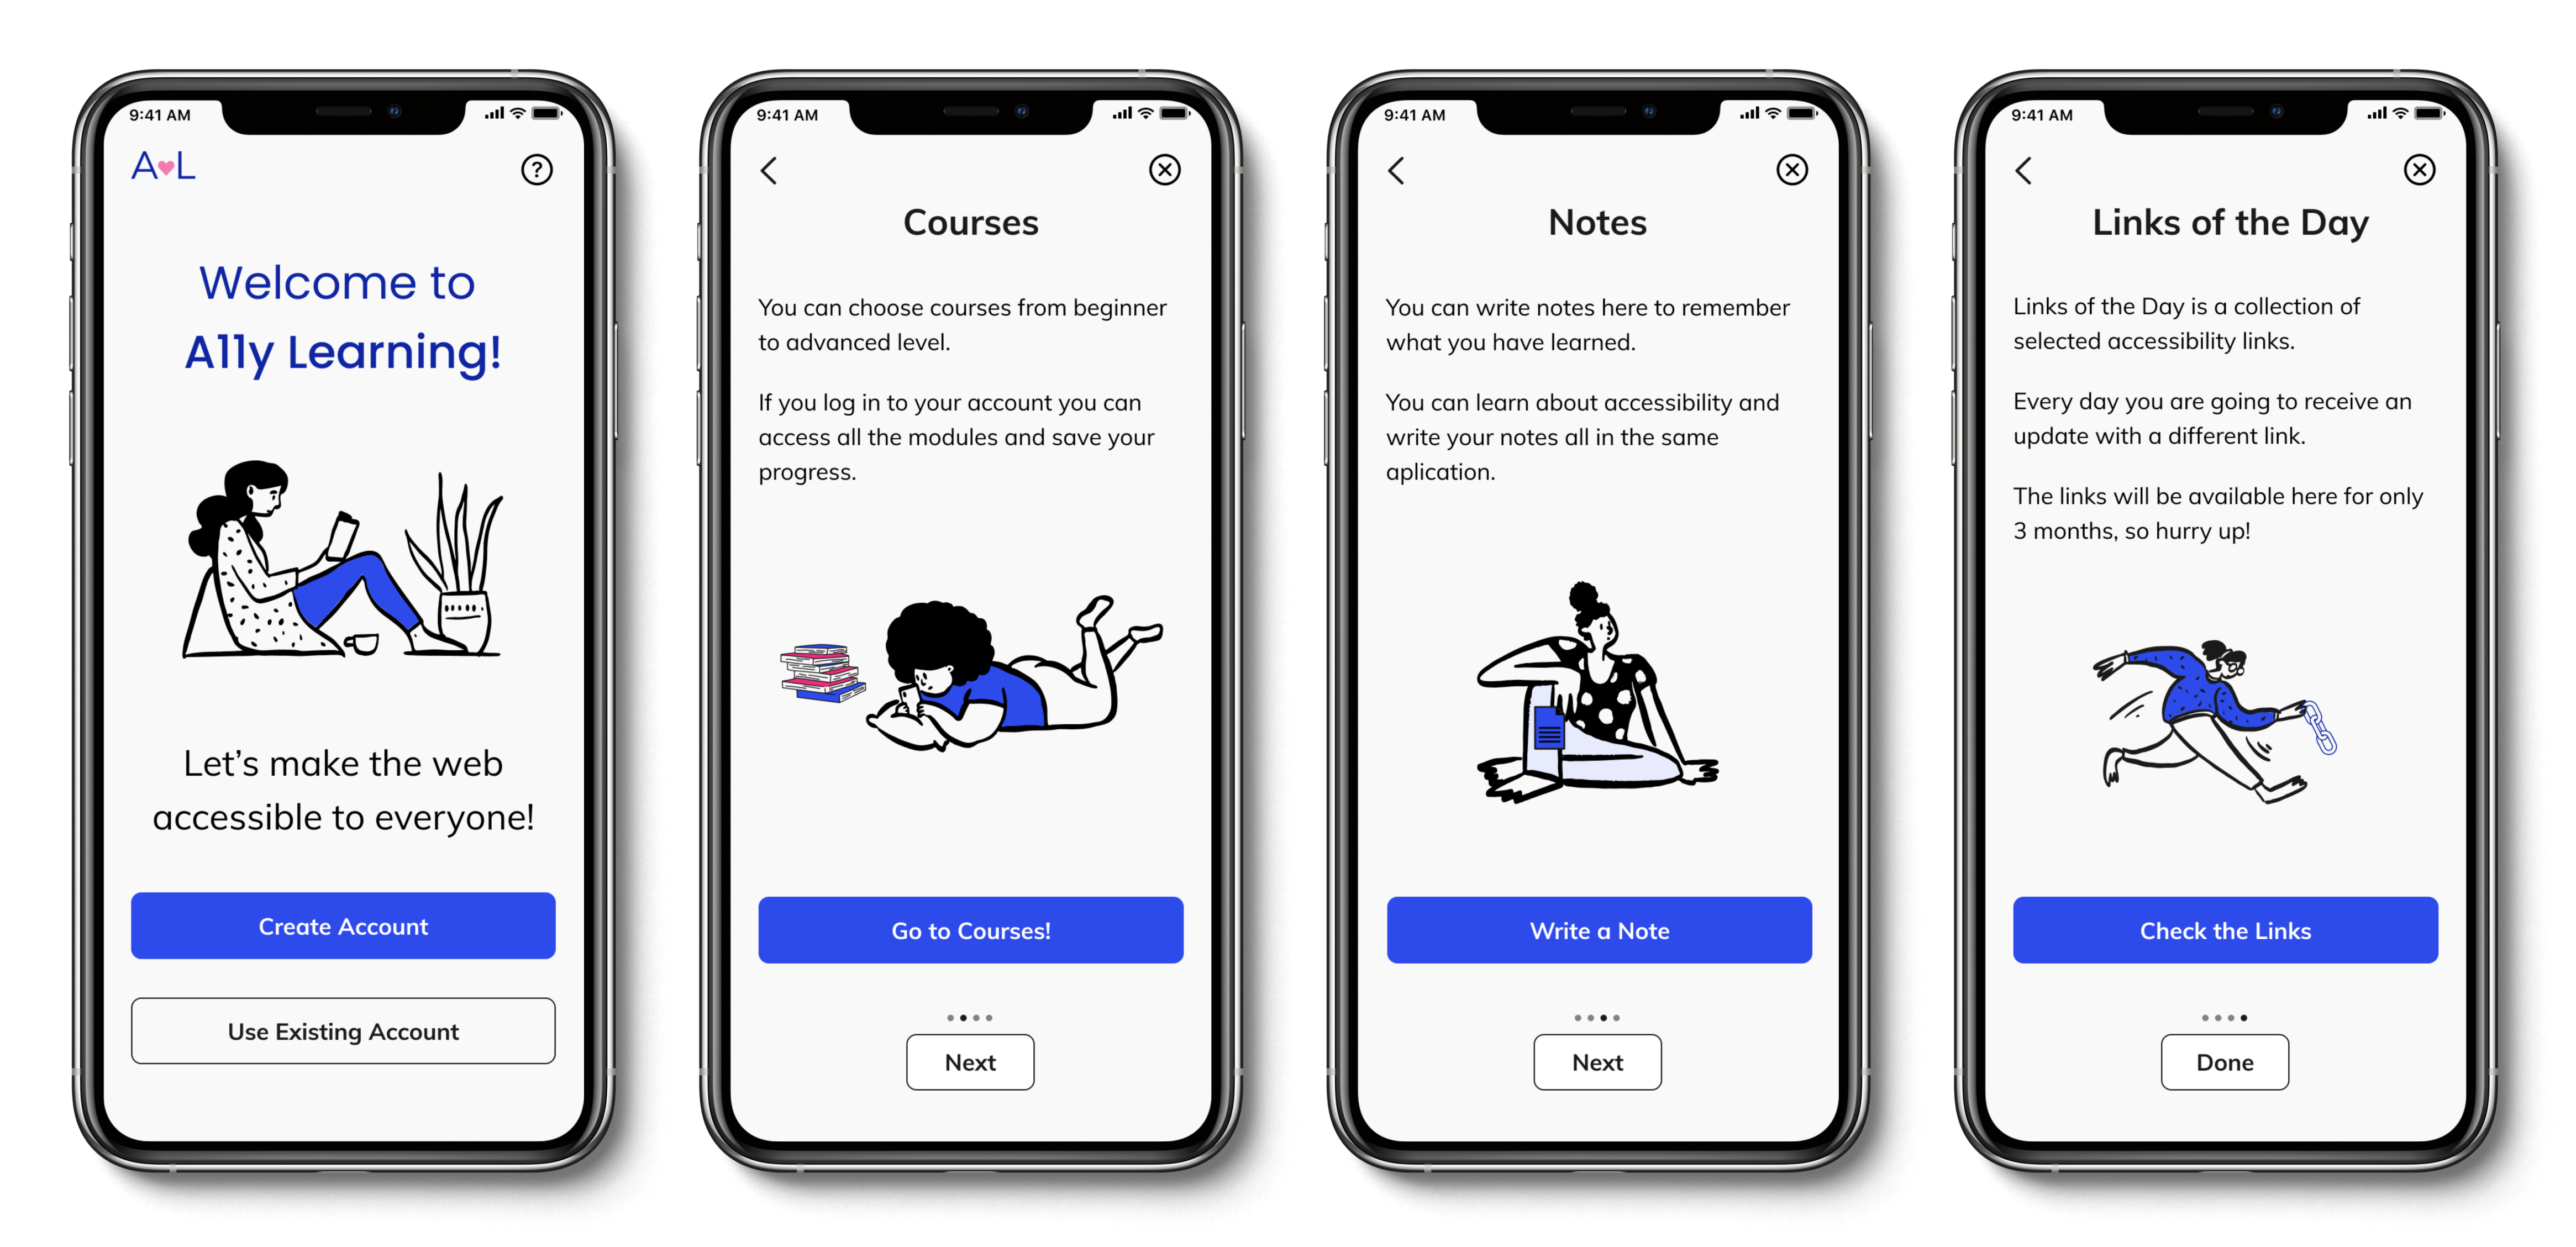 9:41 AM
A♥L
?
Welcome to
A11y Learning!
Let’s make the web
accessible to everyone!
Create Account
Use Existing Account
9:41 AM
Courses
You can choose courses from beginner
to advanced level.
If you log in to your account you can
access all the modules and save your
progress.
Go to Courses!
Next
9:41 AM
Notes
You can write notes here to remember
what you have learned.
You can learn about accessibility and
write your notes all in the same
aplication.
Write a Note
Next
9:41 AM
Links of the Day
Links of the Day is a collection of
selected accessibility links.
Every day you are going to receive an
update with a different link.
The links will be available here for only
3 months, so hurry up!
Check the Links
Done